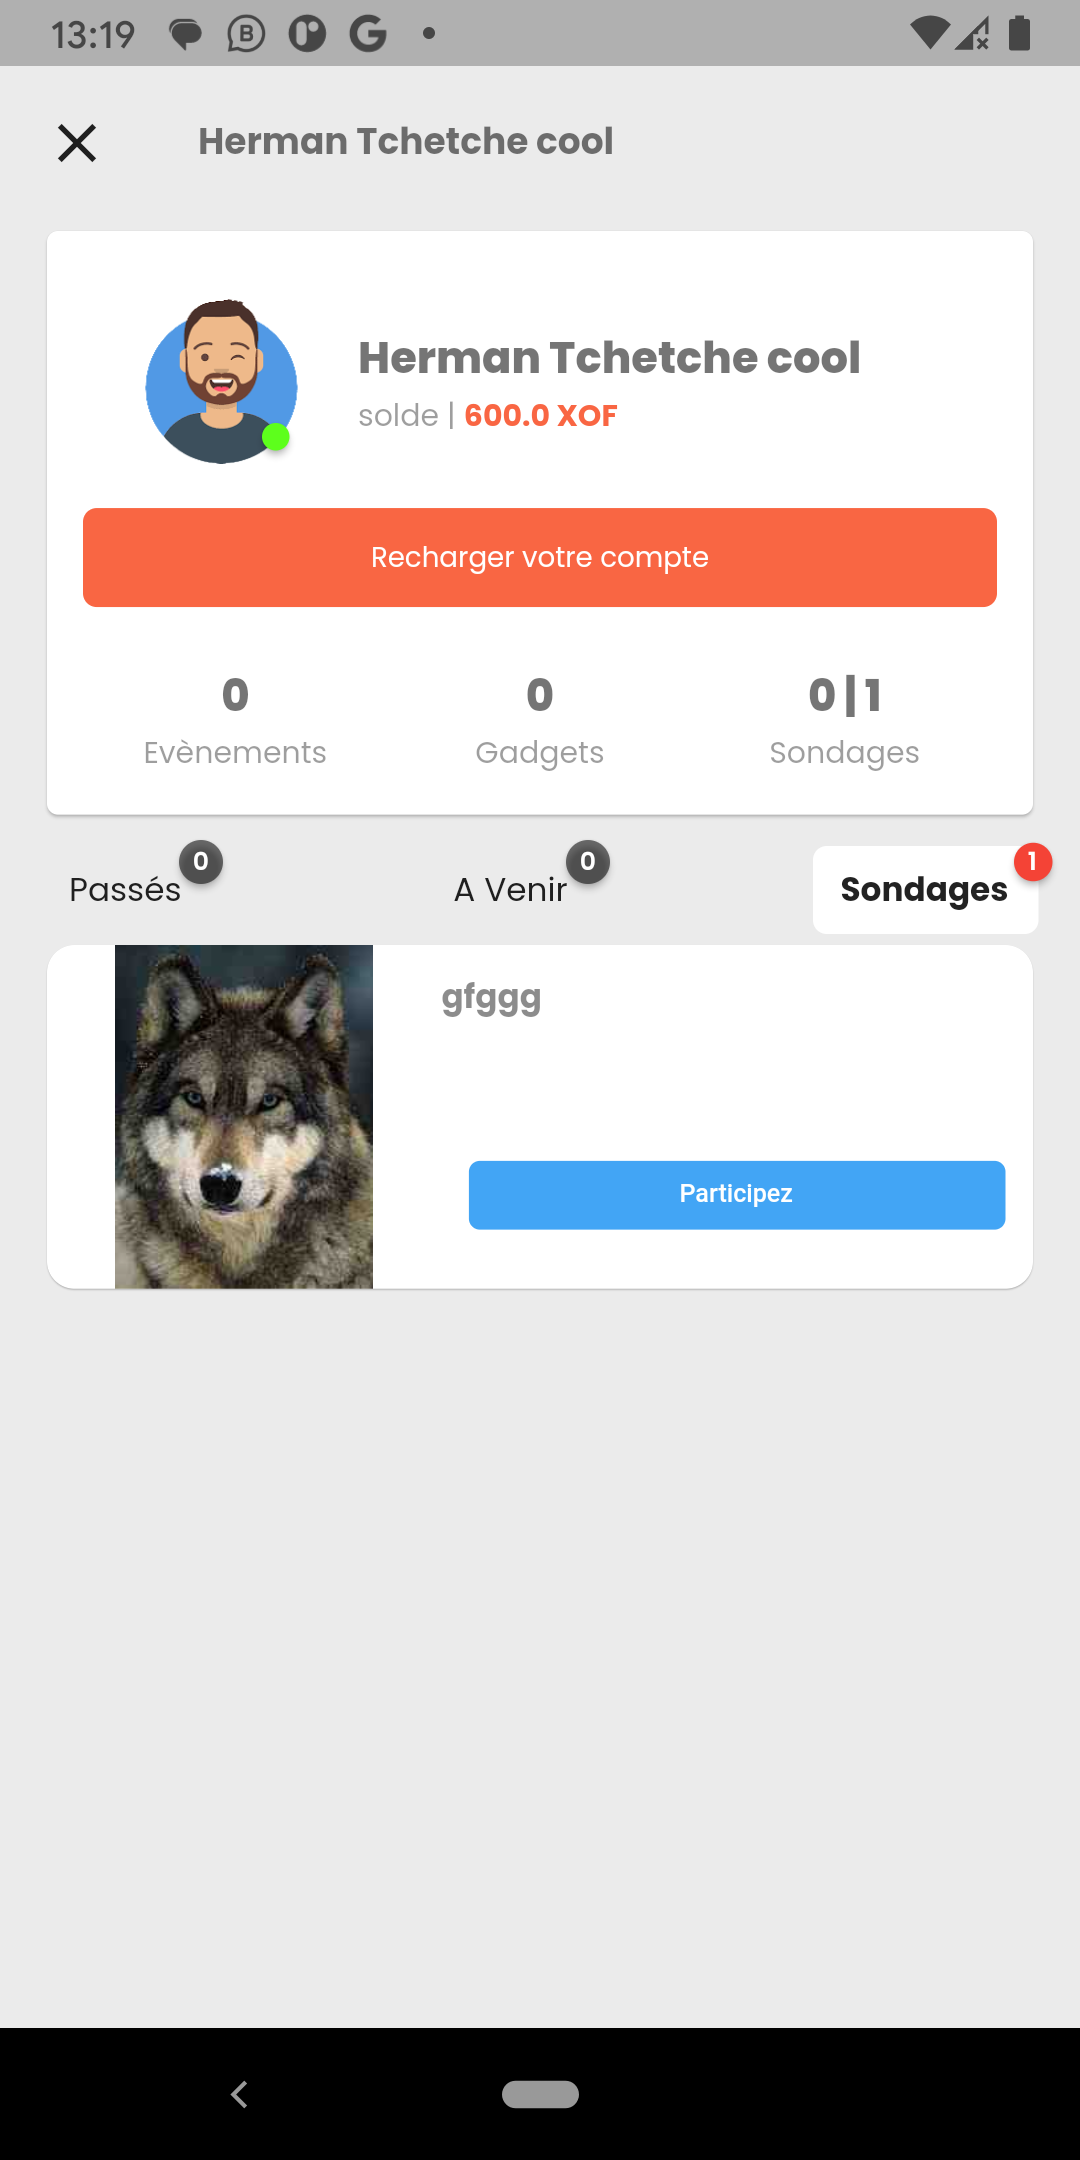 13:19
Herman Tchetche cool
Herman Tchetche cool
solde | 600.0 XOF
Recharger votre compte
0 0 0 | 1
Evènements Gadgets Sondages
0 0 1
Passés A Venir Sondages
gfggg
Participez